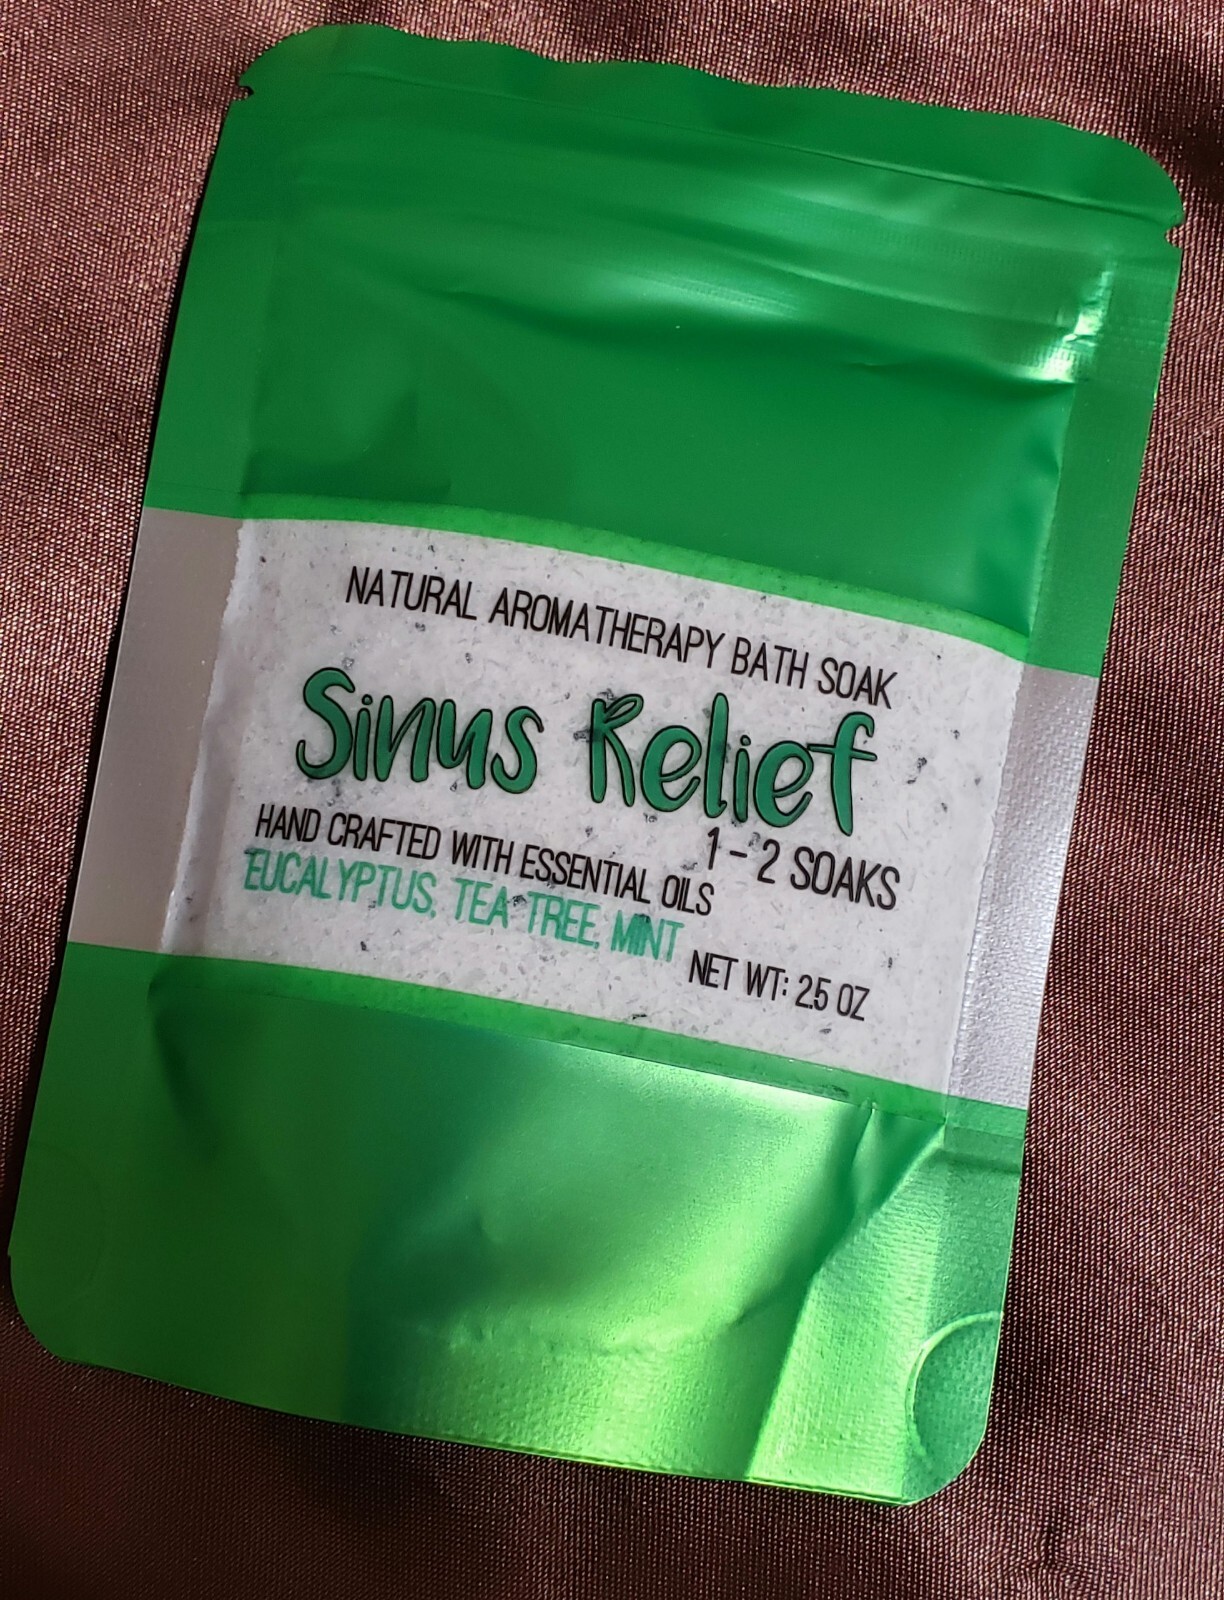 NATURAL AROMATHERAPY BATH SOAK
Sinus Relief
1 - 2 SOAKS
HAND CRAFTED WITH ESSENTIAL OILS
EUCALYPTUS, TEA TREE, MINT
NET WT: 2.5 OZ